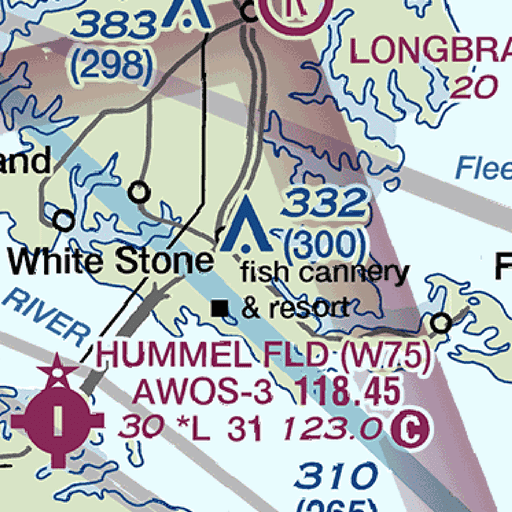 383
(298)
R
LONGBRA
20
and
Flee
332
(300)
White Stone
fish cannery
& resort
F
RIVER
HUMMEL FLD (W75)
AWOS-3 118.45
30 *L 31 123.0 C
310
(265)